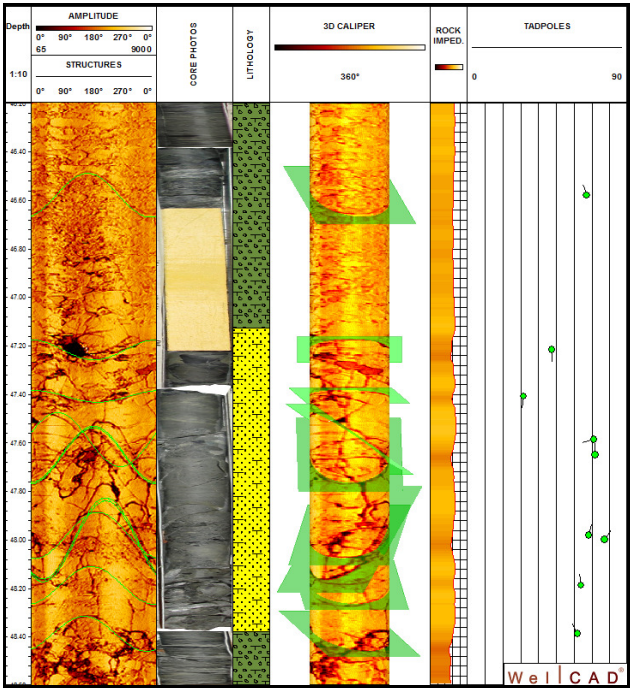 Depth
AMPLITUDE
0° 90° 180° 270° 0°
65 9000
STRUCTURES
0° 90° 180° 270° 0°
1:10
CORE PHOTOS
LITHOLOGY
3D CALIPER
360°
ROCK
IMPED.
TADPOLES
0 90
46.40
46.60
46.80
47.00
47.20
47.40
47.60
47.80
48.00
48.20
48.40
WellCAD®